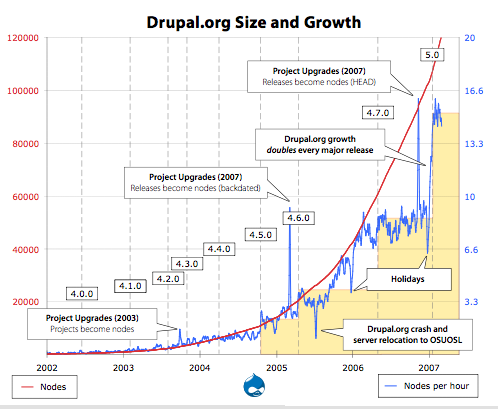 Drupal.org Size and Growth
120000
20
5.0
Project Upgrades (2007)
Releases become nodes (HEAD)
100000
16.6
4.7.0
80000
13.3
Drupal.org growth
doubles every major release
Project Upgrades (2007)
Releases become nodes (backdated)
60000
10
4.6.0
4.5.0
4.4.0
40000
6.6
4.3.0
4.2.0
4.1.0
4.0.0
Holidays
20000
3.3
Project Upgrades (2003)
Projects become nodes
Drupal.org crash and
server relocation to OSUOSL
2002
2003
2004
2005
2006
2007
Nodes
Nodes per hour